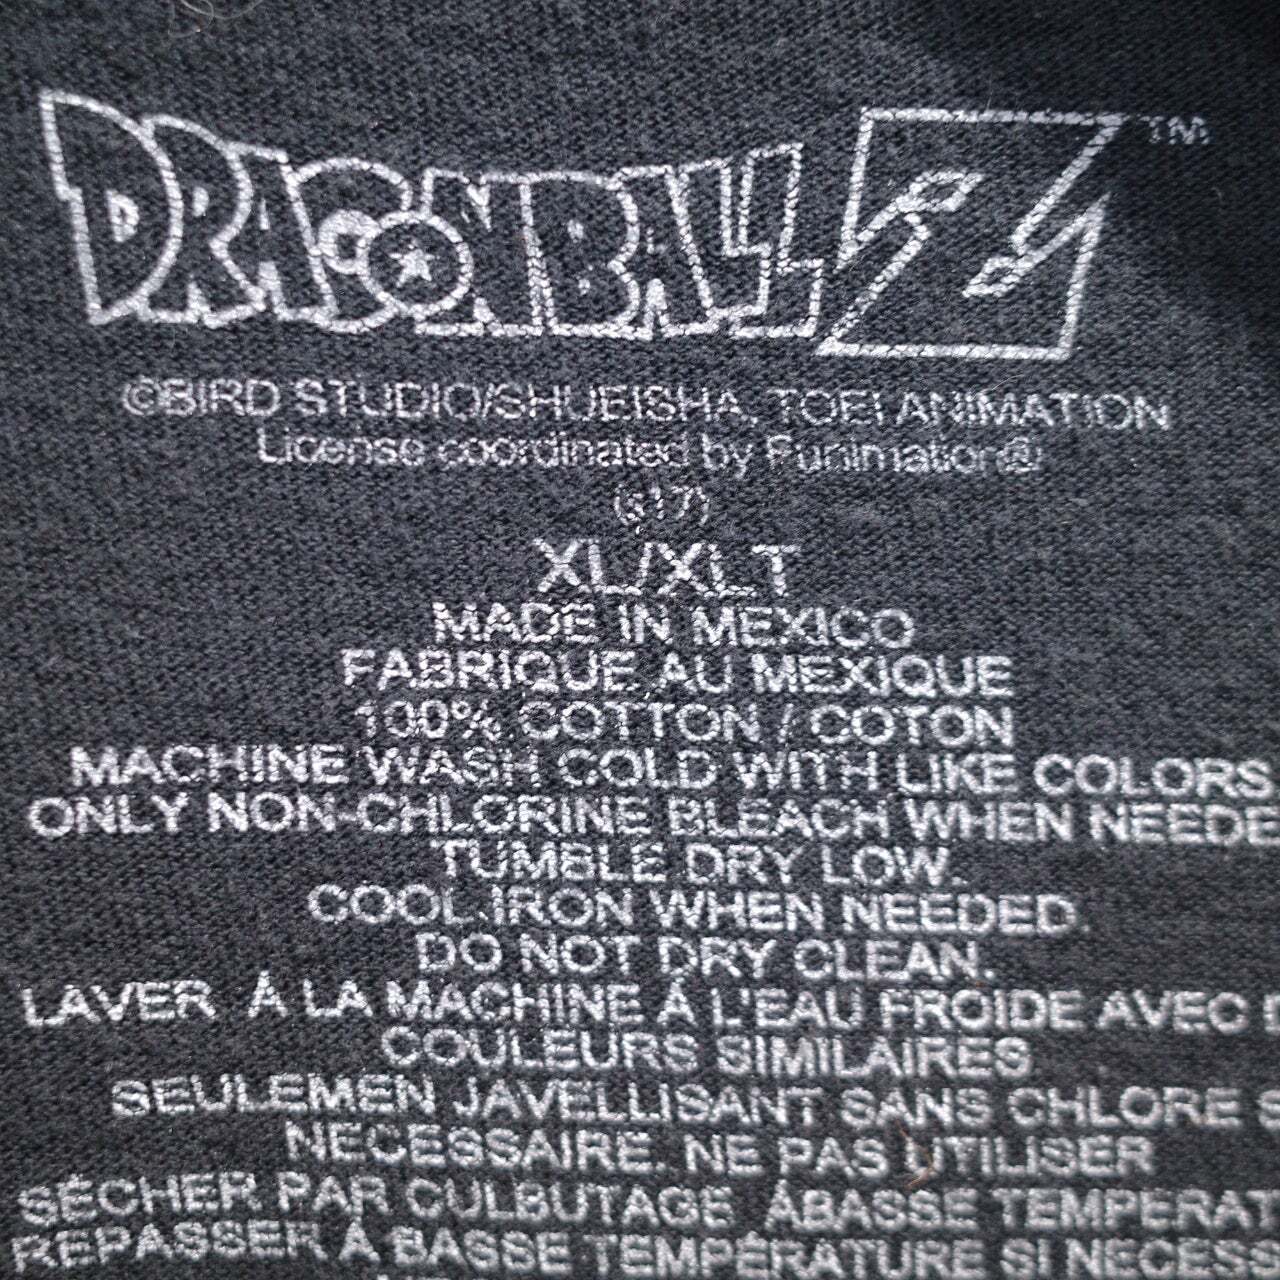 DRAGONBALL Z™
©BIRD STUDIO/SHUEISHA, TOEI ANIMATION
License coordinated by Funimation®
(s17)
XL/XLT
MADE IN MEXICO
FABRIQUE AU MEXIQUE
100% COTTON / COTON
MACHINE WASH COLD WITH LIKE COLORS
ONLY NON-CHLORINE BLEACH WHEN NEEDE
TUMBLE DRY LOW.
COOL IRON WHEN NEEDED.
DO NOT DRY CLEAN.
LAVER Á LA MACHINE Á L'EAU FROIDE AVEC D
COULEURS SIMILAIRES
SEULEMEN JAVELLISANT SANS CHLORE S
NECESSAIRE. NE PAS UTILISER
SÉCHER PAR CULBUTAGE ÁBASSE TEMPERAT
REPASSER Á BASSE TEMPÉRATURE SI NECESS